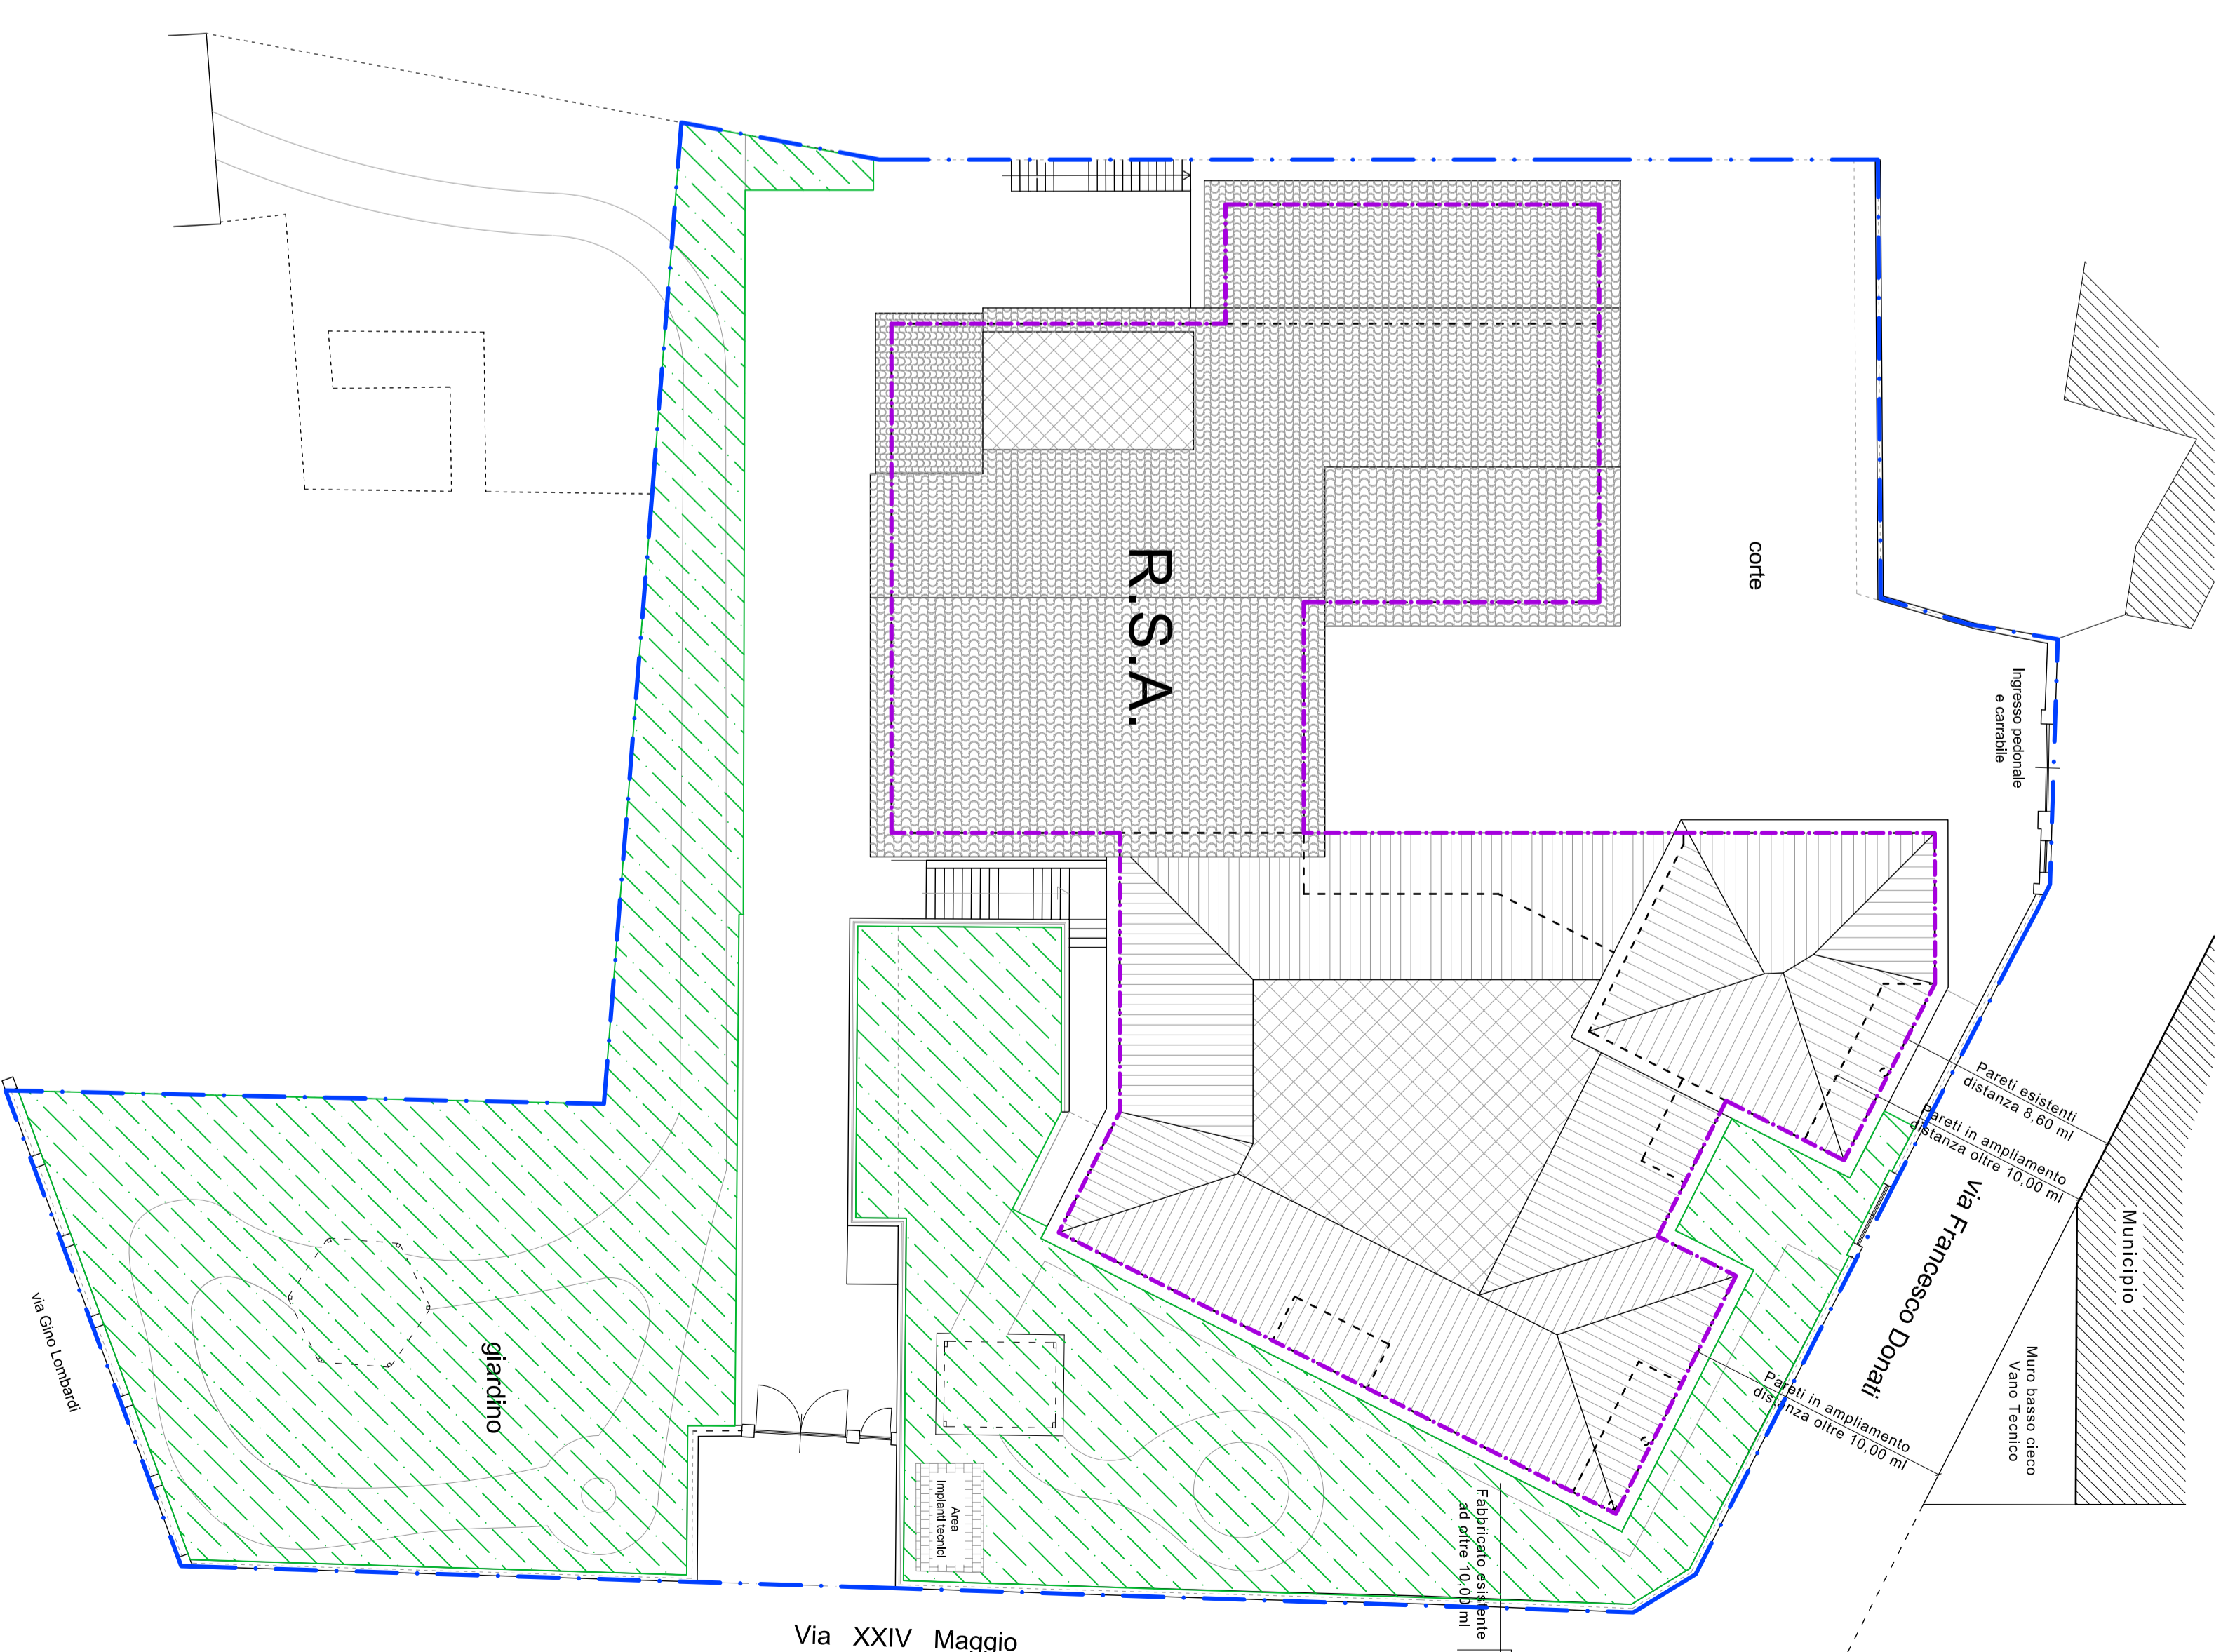 R.S.A.
corte
Ingresso pedonale
e carrabile
Pareti esistenti
distanza 8,60 ml
Pareti in ampliamento
distanza oltre 10,00 ml
via Francesco Donati
Municipio
Muro basso cieco
Vano Tecnico
Pareti in ampliamento
distanza oltre 10,00 ml
Fabbricato esistente
ad oltre 10,00 ml
giardino
via Gino Lombardi
Area
Impianti tecnici
Via XXIV Maggio